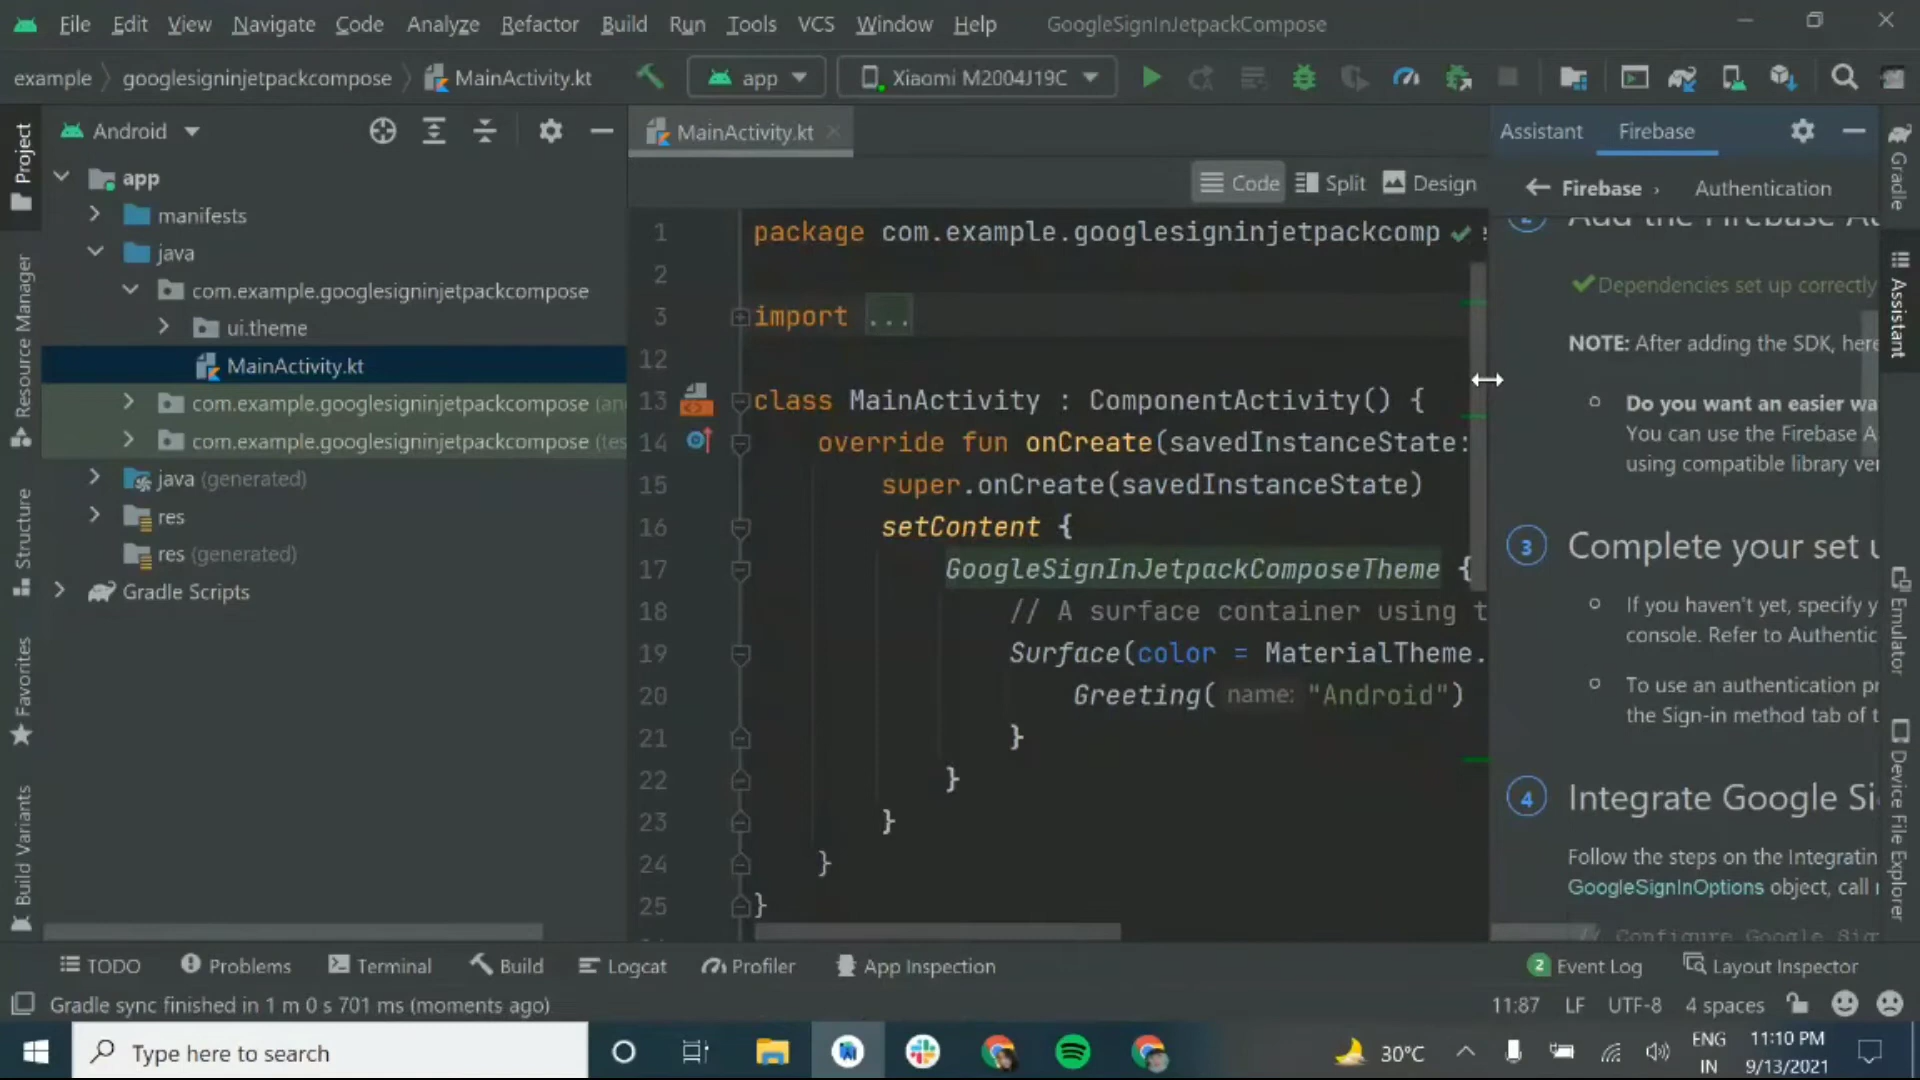 File Edit View Navigate Code Analyze Refactor Build Run Tools VCS Window Help GoogleSignInJetpackCompose
example googlesigninjetpackcompose MainActivity.kt app Xiaomi M2004J19C
Project
Resource Manager
Structure
Favorites
Build Variants
Android
app
manifests
java
com.example.googlesigninjetpackcompose
ui.theme
MainActivity.kt
com.example.googlesigninjetpackcompose (an
com.example.googlesigninjetpackcompose (tes
java (generated)
res
res (generated)
Gradle Scripts
MainActivity.kt
Code Split Design
1 package com.example.googlesigninjetpackcomp
2
3 import ...
12
13 class MainActivity : ComponentActivity() {
14 override fun onCreate(savedInstanceState:
15 super.onCreate(savedInstanceState)
16 setContent {
17 GoogleSignInJetpackComposeTheme {
18 // A surface container using t
19 Surface(color = MaterialTheme.
20 Greeting( name: "Android")
21 }
22 }
23 }
24 }
25 }
Assistant Firebase
Firebase › Authentication
2 Add the Firebase Au
Dependencies set up correctly
NOTE: After adding the SDK, here
Do you want an easier wa
You can use the Firebase A
using compatible library ver
3 Complete your set u
If you haven't yet, specify y
console. Refer to Authentic
To use an authentication pr
the Sign-in method tab of t
4 Integrate Google Si
Follow the steps on the Integratin
GoogleSignInOptions object, call
// Configure Google Sig
Gradle
Assistant
Emulator
Device File Explorer
TODO Problems Terminal Build Logcat Profiler App Inspection 2 Event Log Layout Inspector
Gradle sync finished in 1 m 0 s 701 ms (moments ago) 11:87 LF UTF-8 4 spaces
Type here to search 30°C ENG IN 11:10 PM 9/13/2021